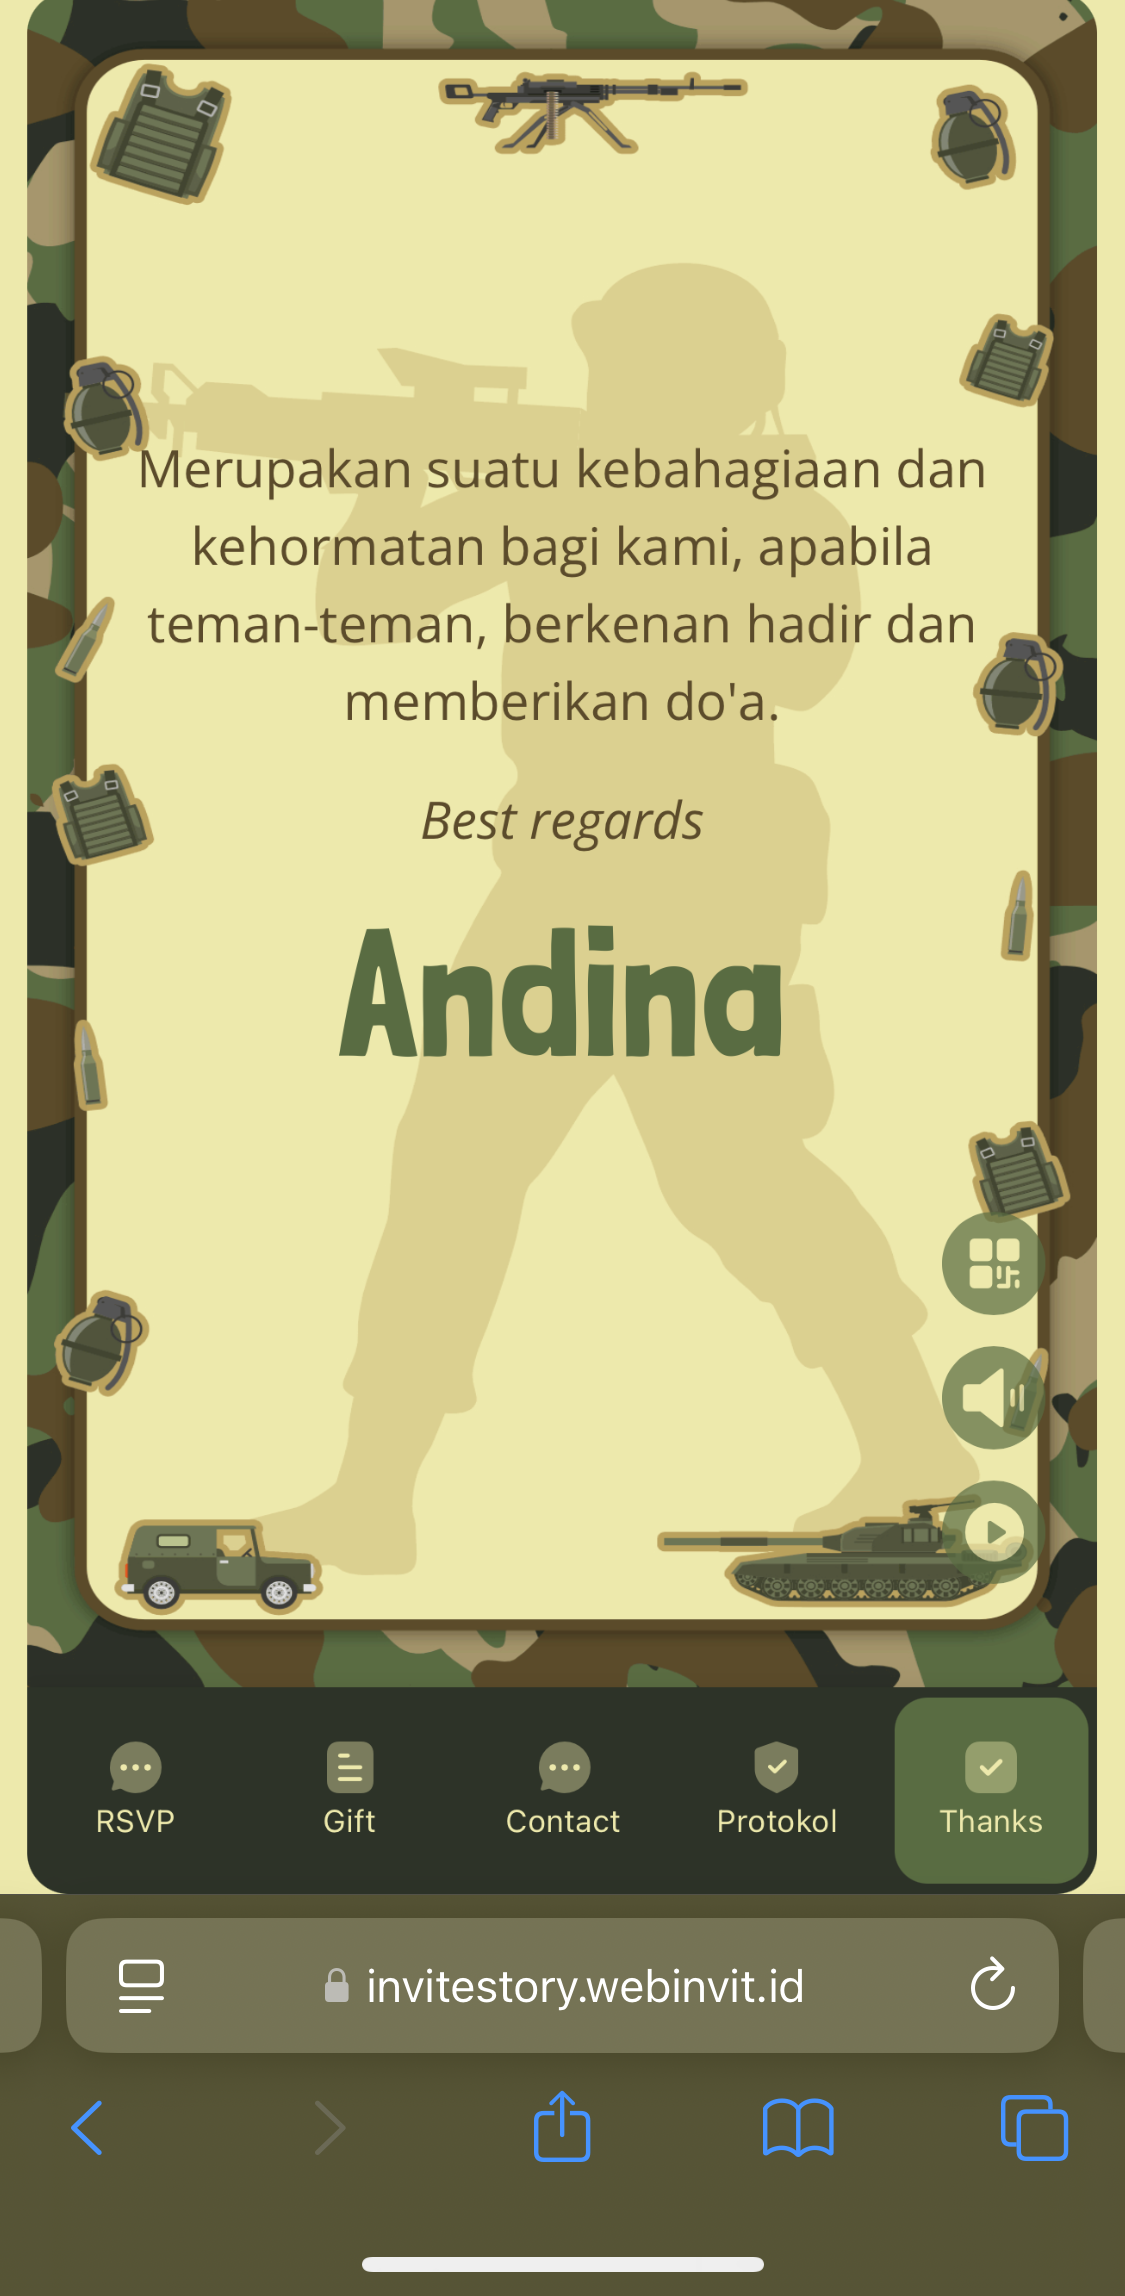 Merupakan suatu kebahagiaan dan
kehormatan bagi kami, apabila
teman-teman, berkenan hadir dan
memberikan do'a.
Best regards
Andina
RSVP
Gift
Contact
Protokol
Thanks
invitestory.webinvit.id